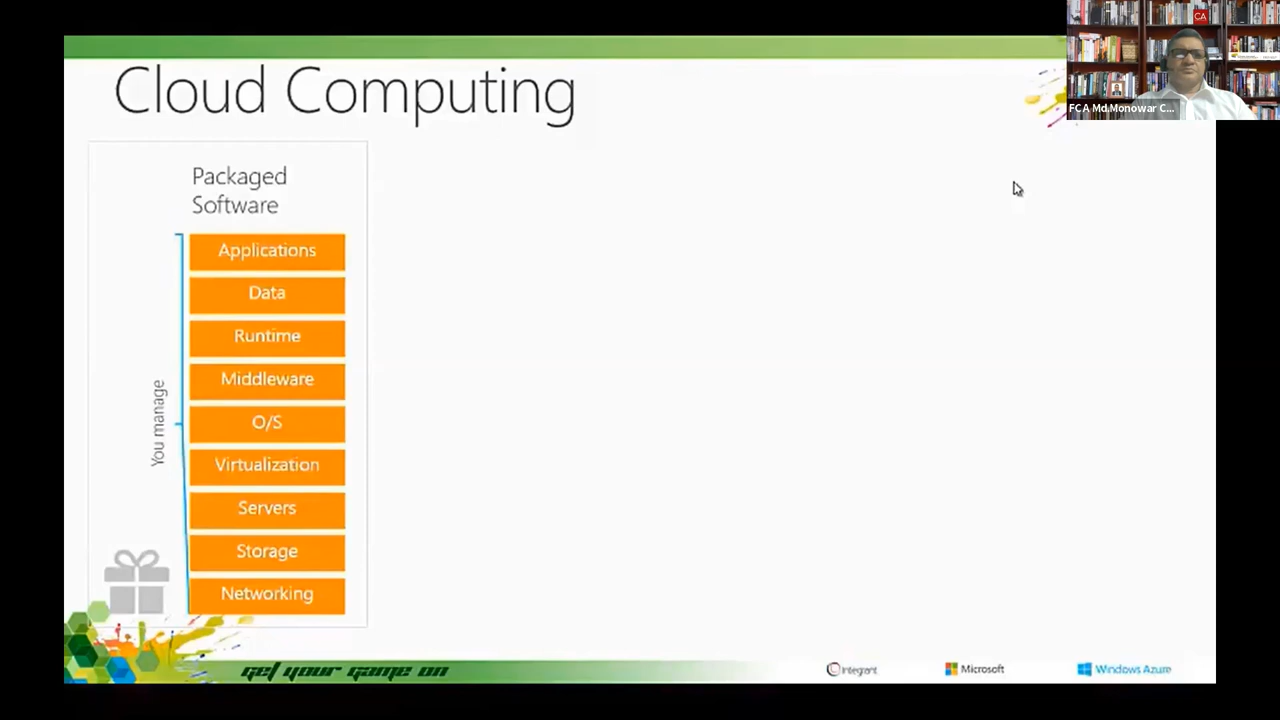 Cloud Computing
CA
FCA Md.Monowar C...
Packaged
Software
You manage
Applications
Data
Runtime
Middleware
O/S
Virtualization
Servers
Storage
Networking
GET YOUR GAME ON
Integrant
Microsoft
Windows Azure